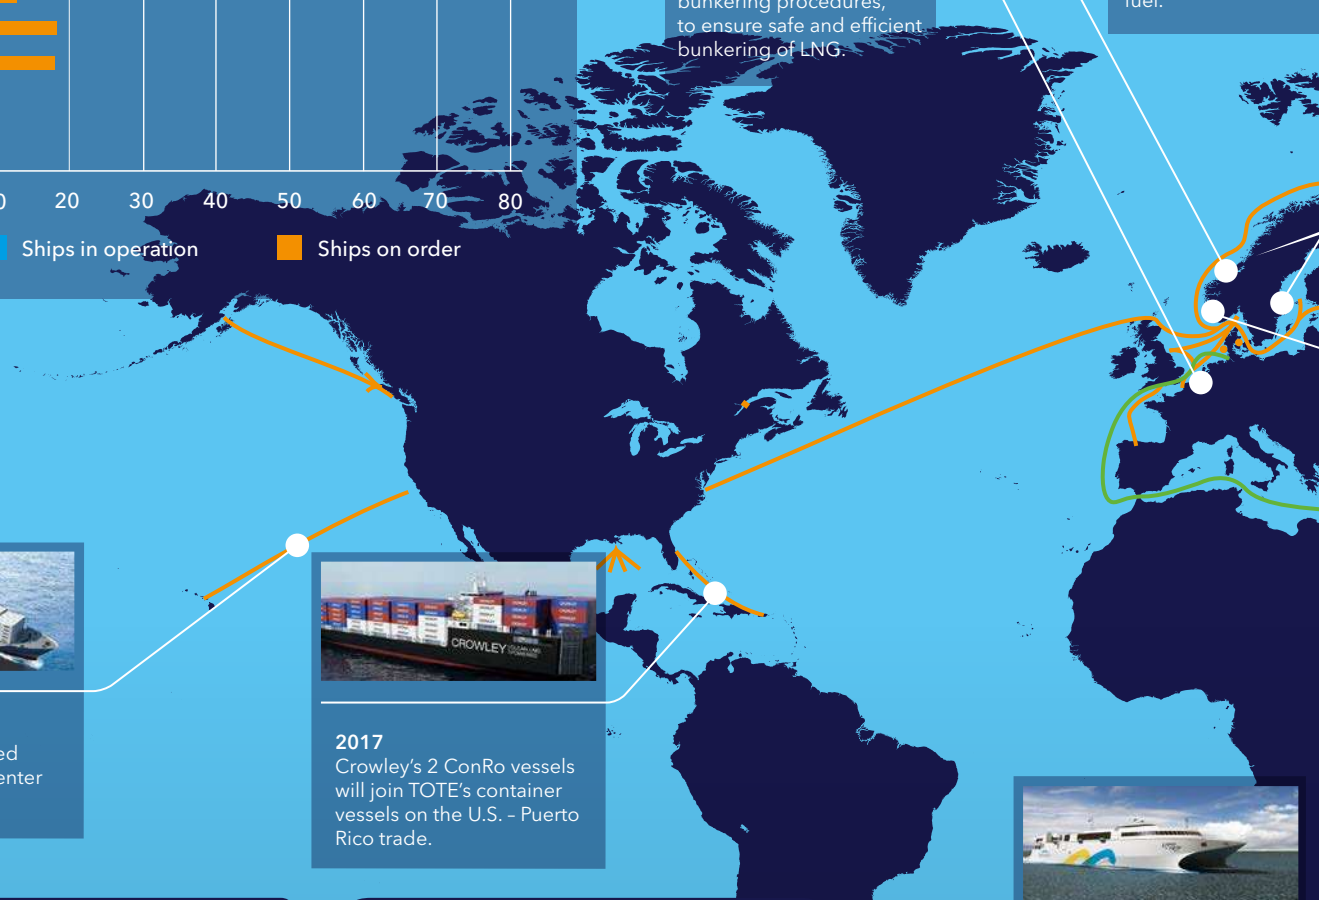 bunkering procedures,
to ensure safe and efficient
bunkering of LNG.
fuel.
0 20 30 40 50 60 70 80
Ships in operation
Ships on order
CROWLEY
ed
enter
2017
Crowley’s 2 ConRo vessels
will join TOTE’s container
vessels on the U.S. – Puerto
Rico trade.